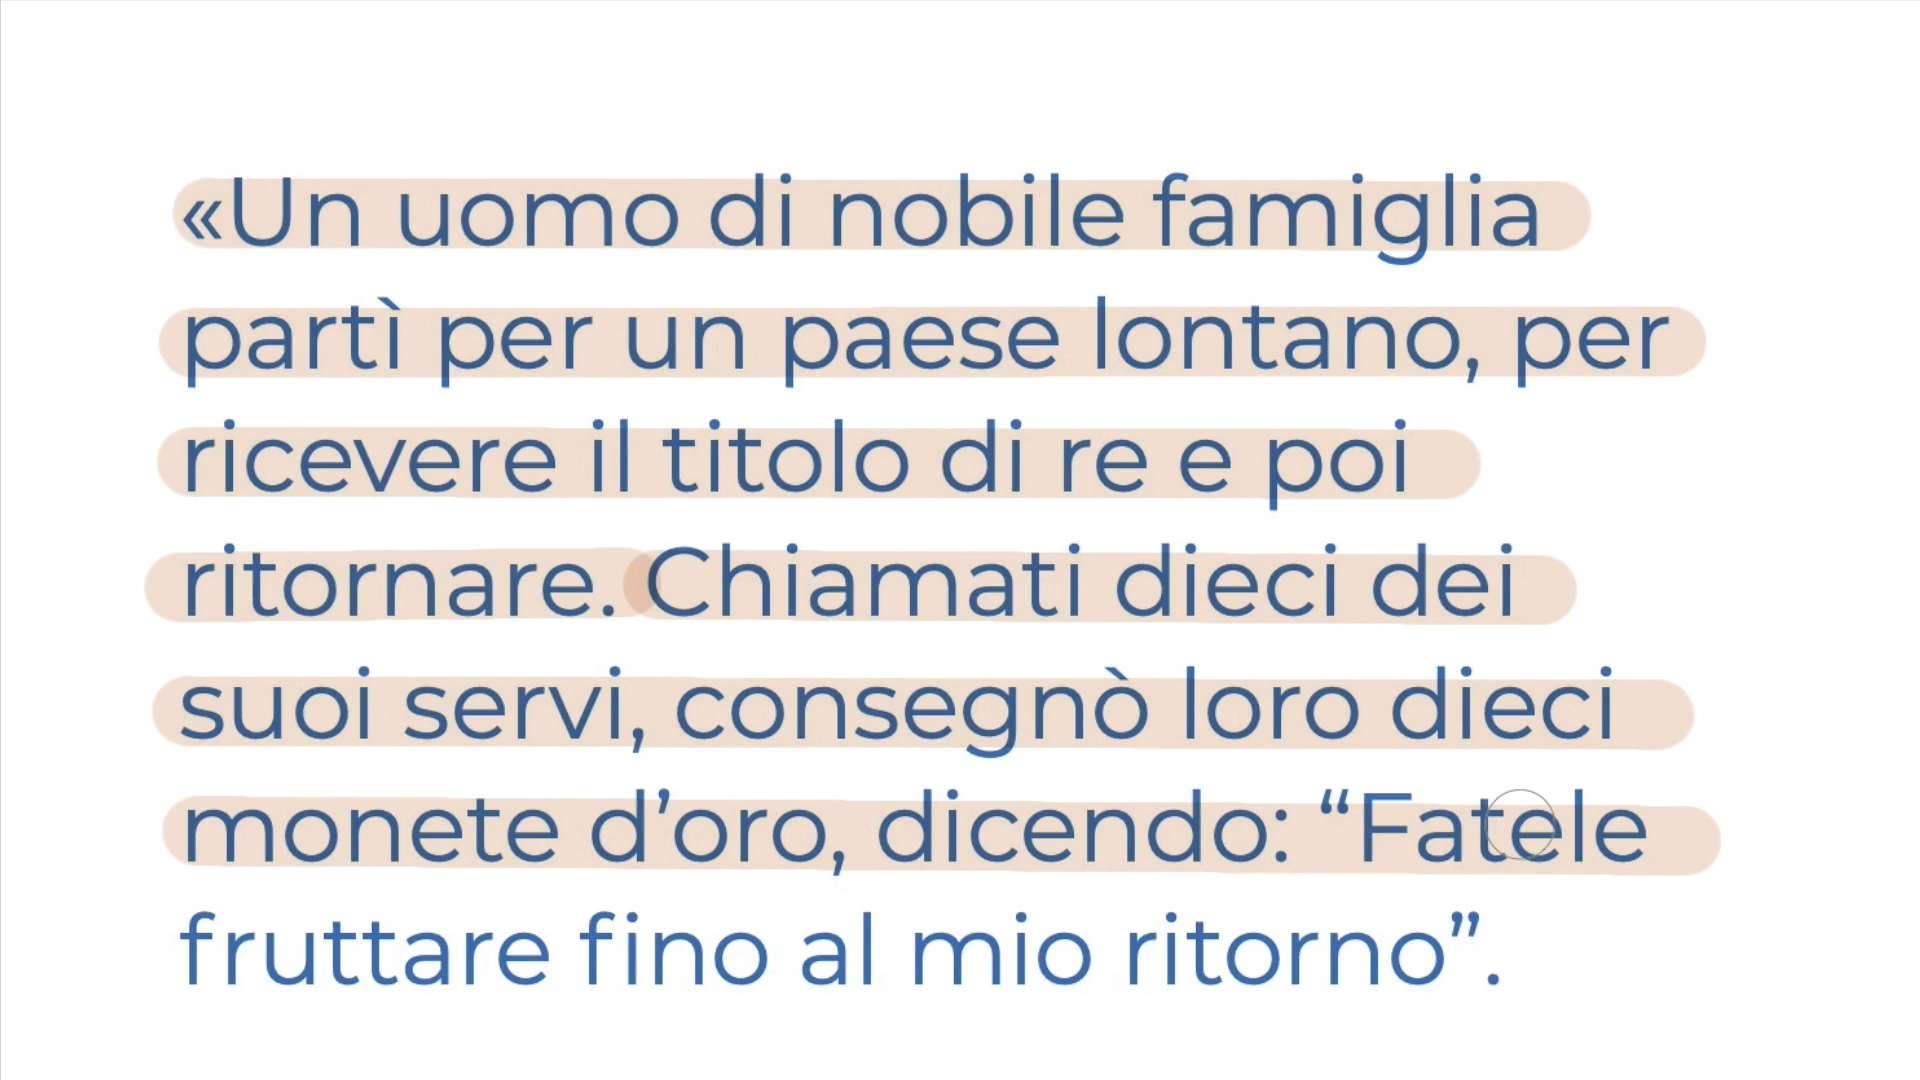 «Un uomo di nobile famiglia
partì per un paese lontano, per
ricevere il titolo di re e poi
ritornare. Chiamati dieci dei
suoi servi, consegnò loro dieci
monete d’oro, dicendo: “Fatele
fruttare fino al mio ritorno”.